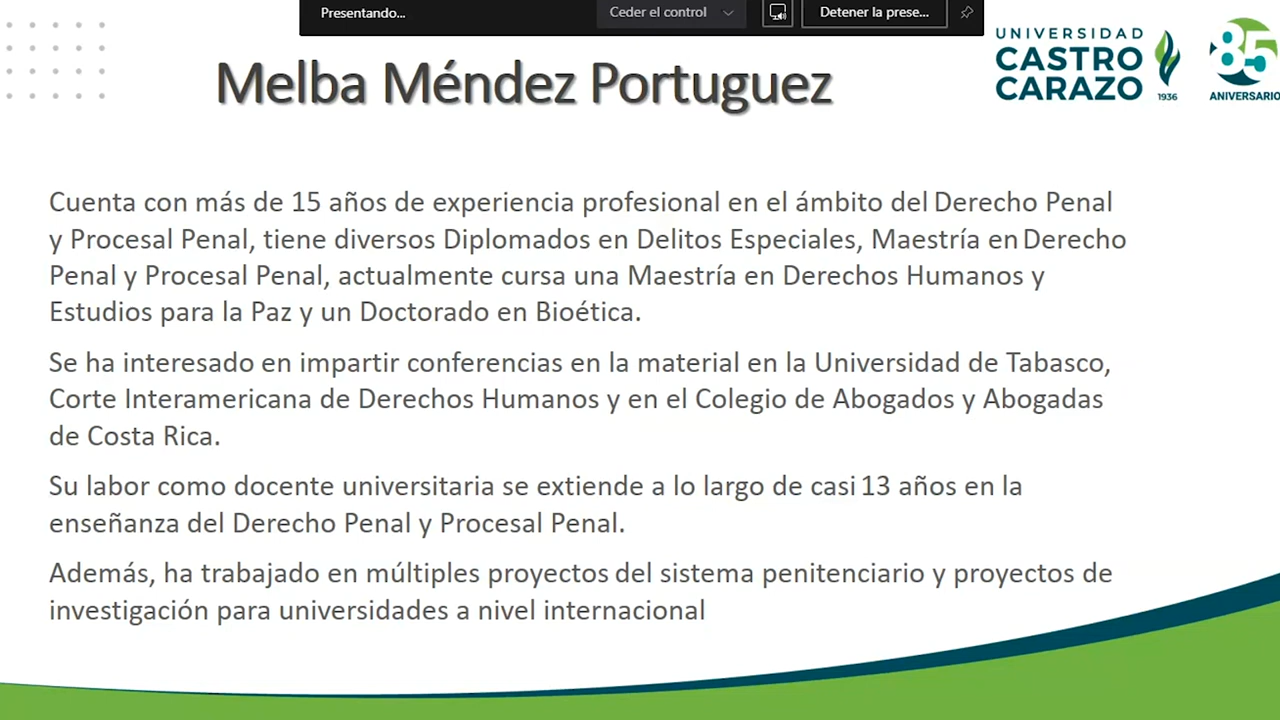 Presentando...
Ceder el control
Detener la prese...
UNIVERSIDAD
CASTRO
CARAZO
1936
85
ANIVERSARIO
Melba Méndez Portuguez
Cuenta con más de 15 años de experiencia profesional en el ámbito del Derecho Penal
y Procesal Penal, tiene diversos Diplomados en Delitos Especiales, Maestría en Derecho
Penal y Procesal Penal, actualmente cursa una Maestría en Derechos Humanos y
Estudios para la Paz y un Doctorado en Bioética.
Se ha interesado en impartir conferencias en la material en la Universidad de Tabasco,
Corte Interamericana de Derechos Humanos y en el Colegio de Abogados y Abogadas
de Costa Rica.
Su labor como docente universitaria se extiende a lo largo de casi 13 años en la
enseñanza del Derecho Penal y Procesal Penal.
Además, ha trabajado en múltiples proyectos del sistema penitenciario y proyectos de
investigación para universidades a nivel internacional